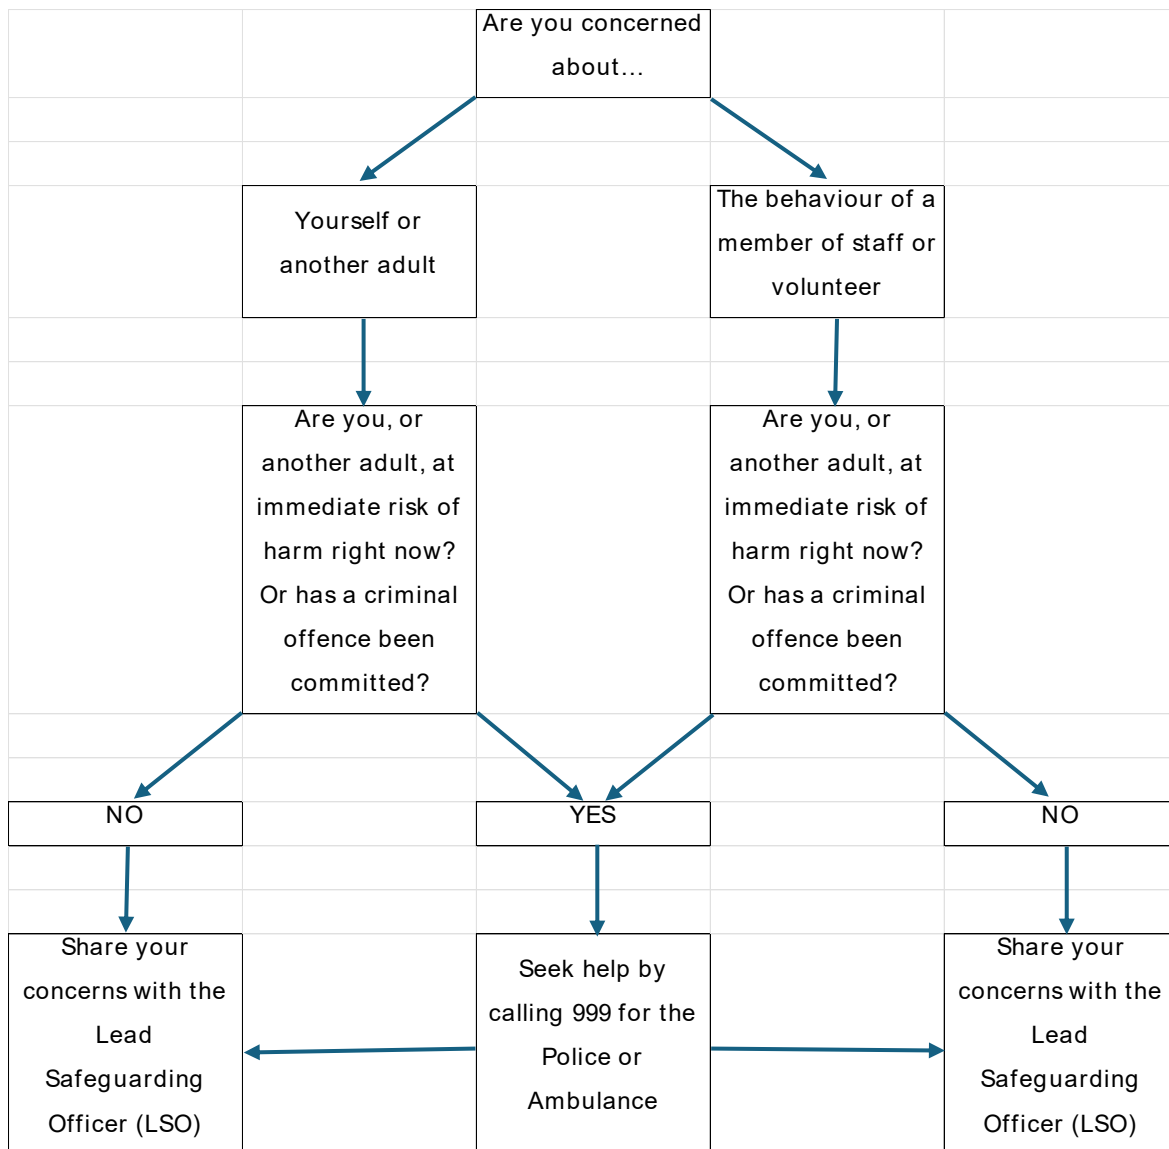 Are you concerned
about...
Yourself or
another adult
The behaviour of a
member of staff or
volunteer
Are you, or
another adult, at
immediate risk of
harm right now?
Or has a criminal
offence been
committed?
Are you, or
another adult, at
immediate risk of
harm right now?
Or has a criminal
offence been
committed?
NO
YES
NO
Share your
concerns with the
Lead
Safeguarding
Officer (LSO)
Seek help by
calling 999 for the
Police or
Ambulance
Share your
concerns with the
Lead
Safeguarding
Officer (LSO)